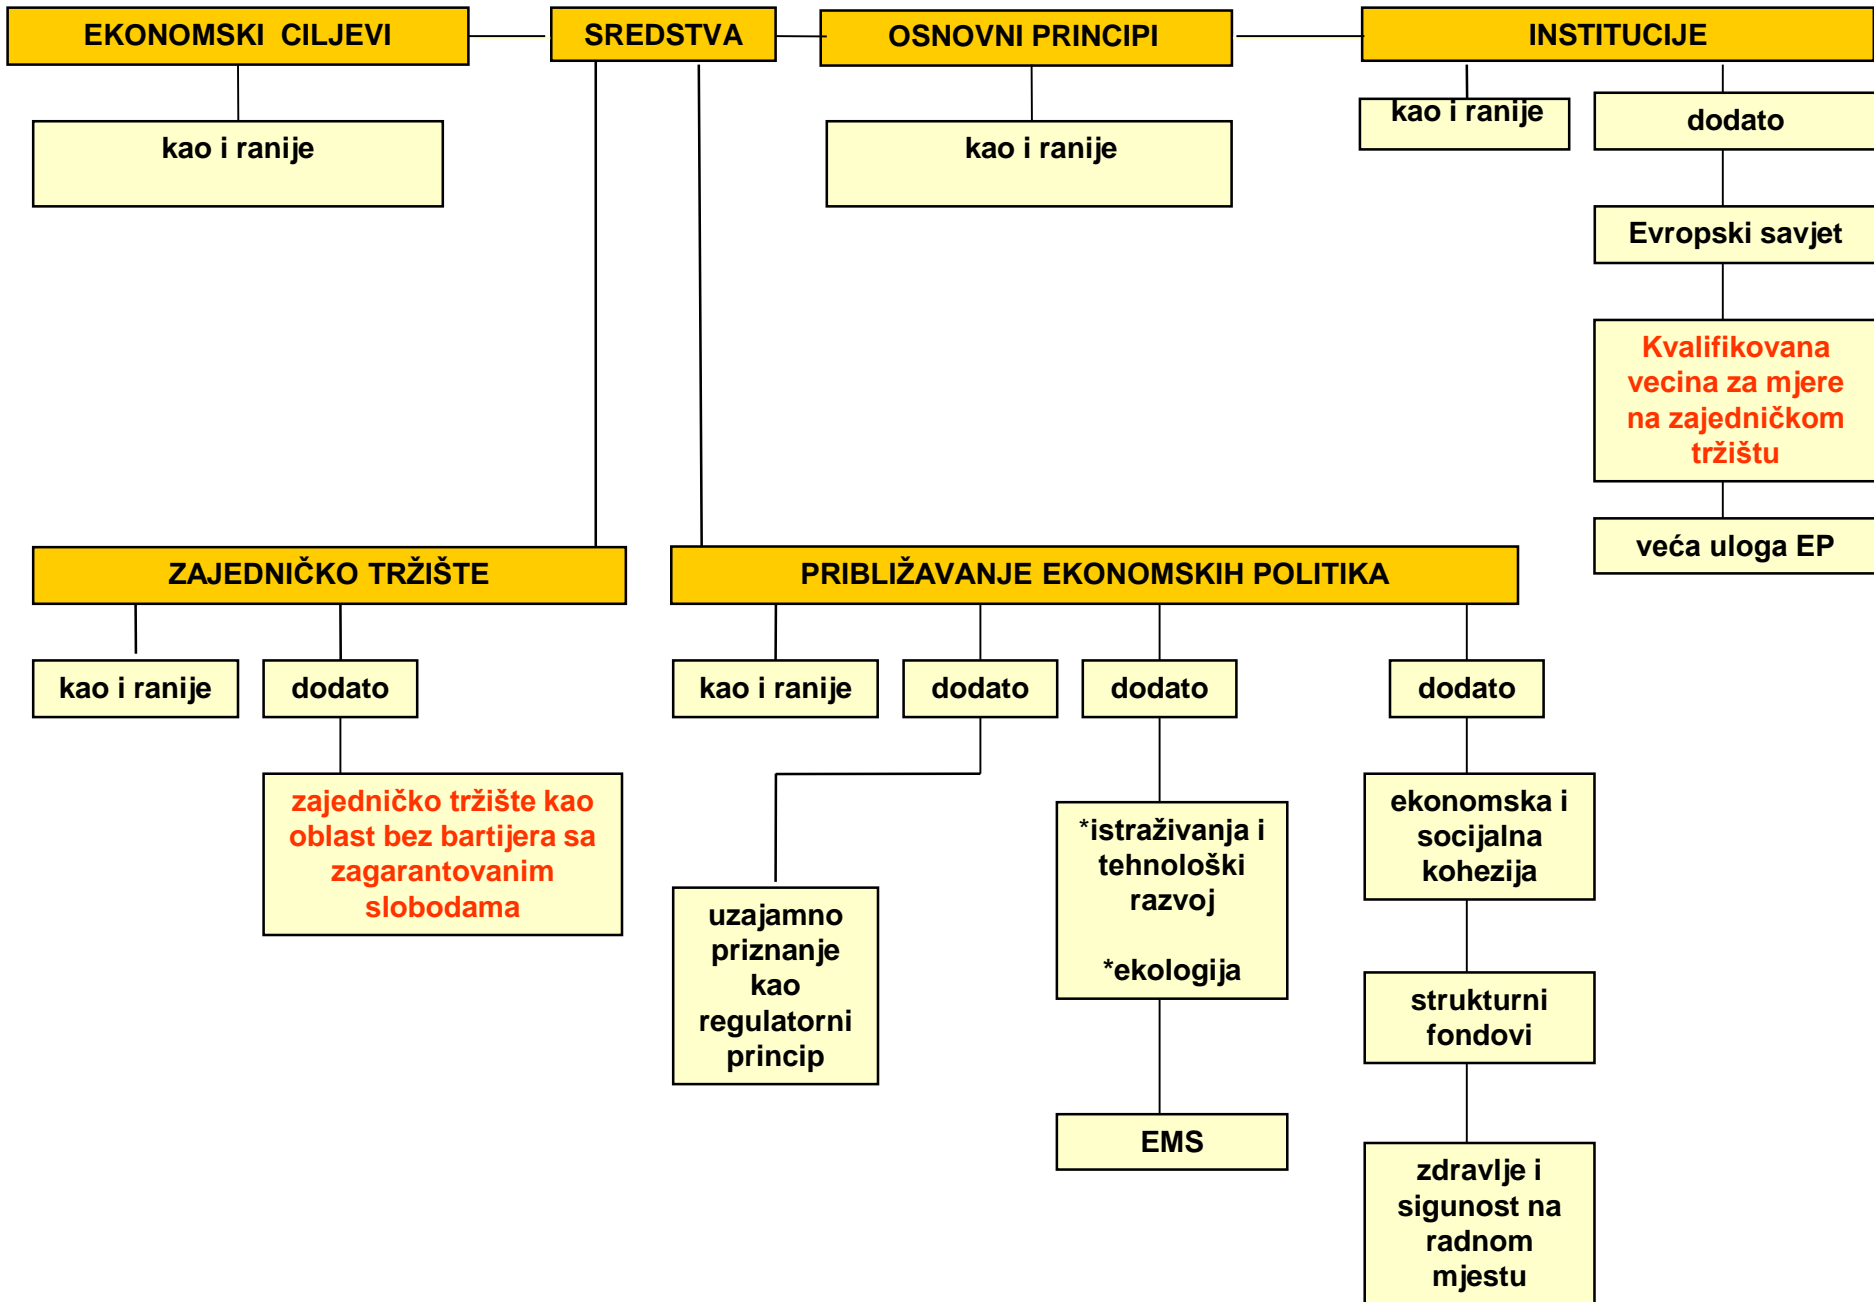 EKONOMSKI CILJEVI
SREDSTVA
OSNOVNI PRINCIPI
INSTITUCIJE
kao i ranije
kao i ranije
kao i ranije
dodato
Evropski savjet
Kvalifikovana
vecina za mjere
na zajedničkom
tržištu
veća uloga EP
ZAJEDNIČKO TRŽIŠTE
PRIBLIŽAVANJE EKONOMSKIH POLITIKA
kao i ranije
dodato
kao i ranije
dodato
dodato
dodato
zajedničko tržište kao
oblast bez bartijera sa
zagarantovanim
slobodama
uzajamno
priznanje
kao
regulatorni
princip
*istraživanja i
tehnološki
razvoj
*ekologija
EMS
ekonomska i
socijalna
kohezija
strukturni
fondovi
zdravlje i
sigunost na
radnom
mjestu